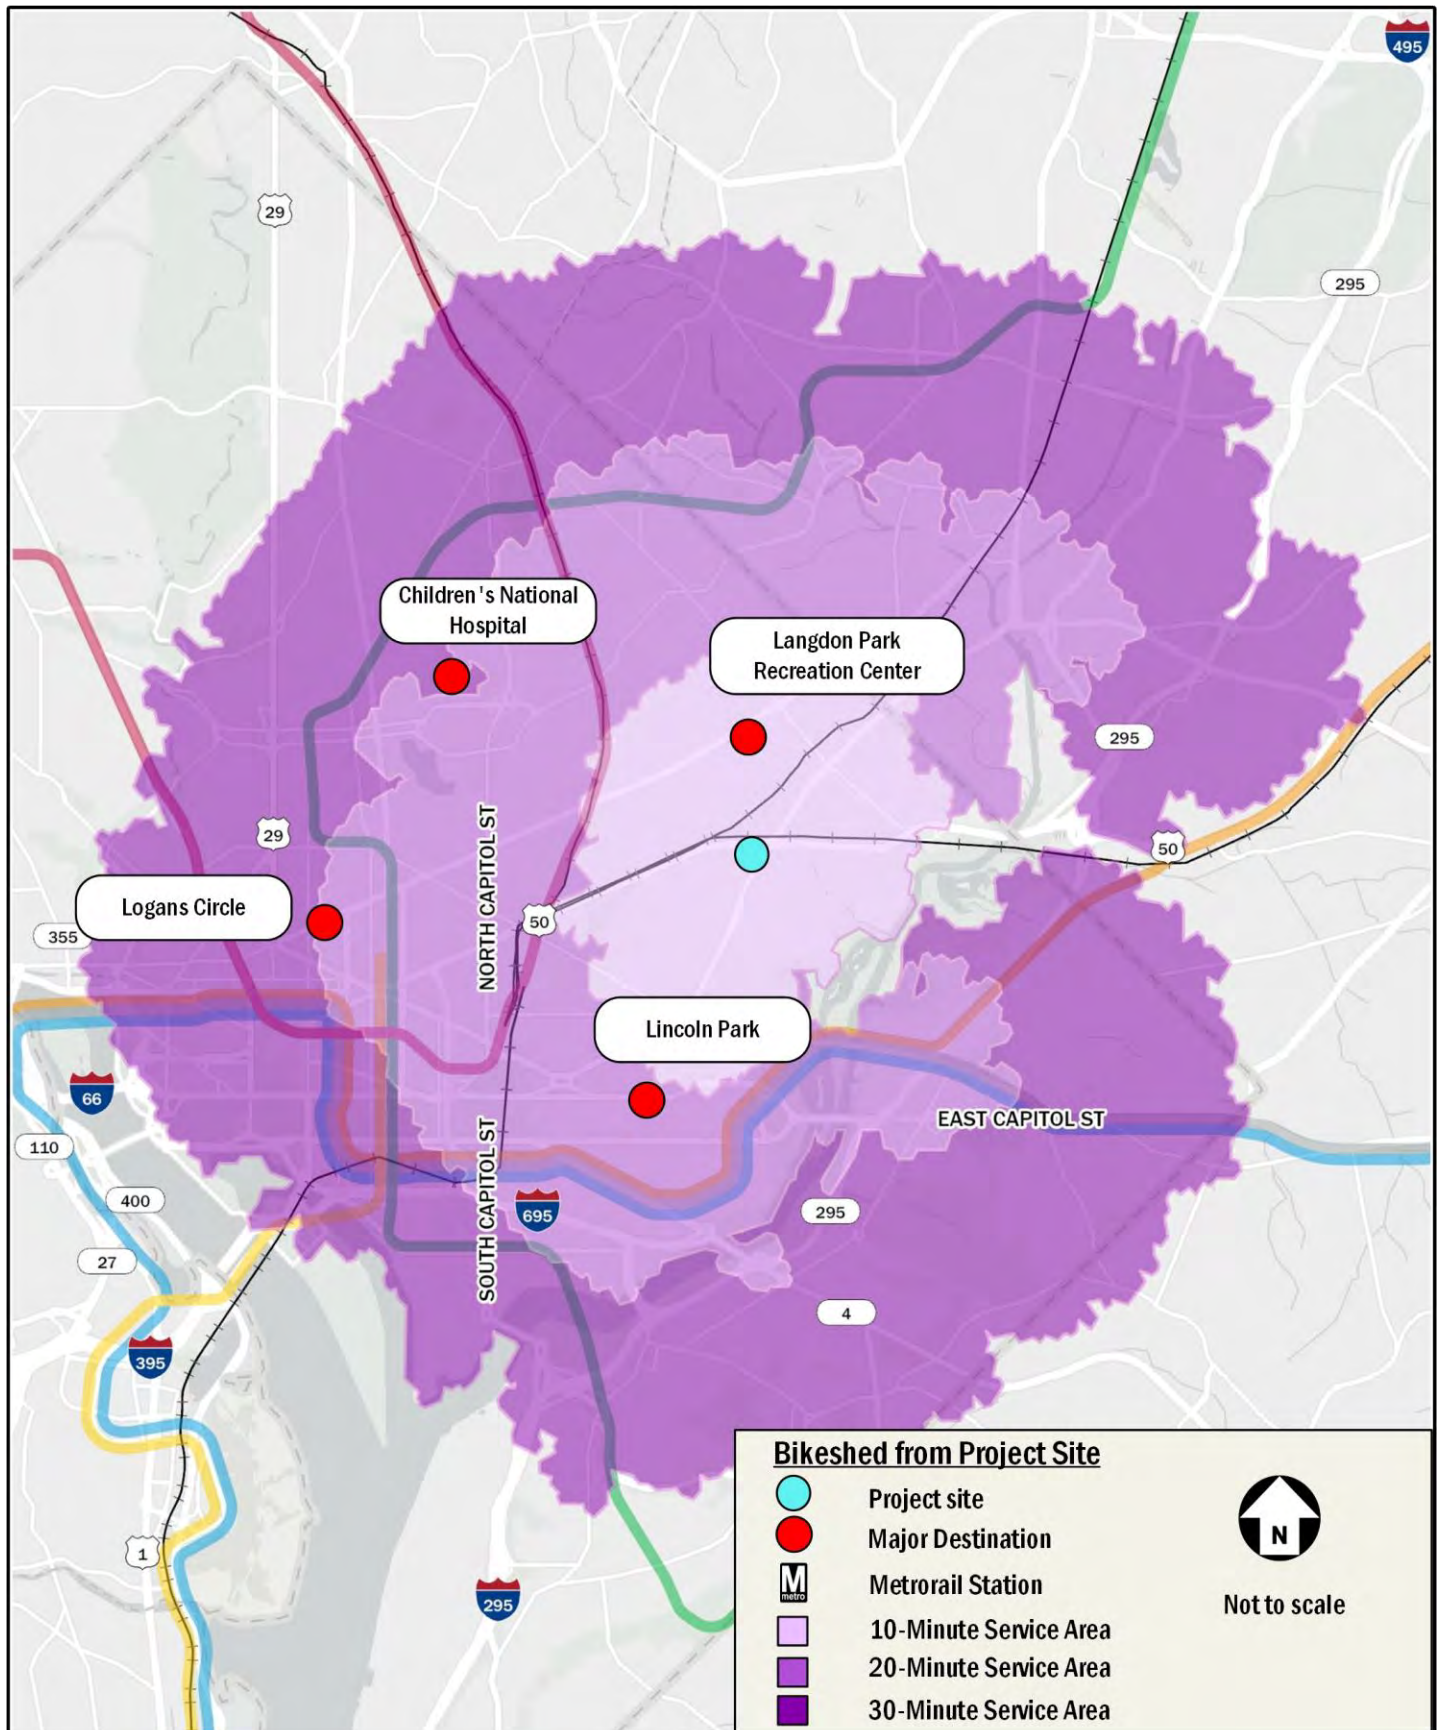 495
29
295
Children's National
Hospital
Langdon Park
Recreation Center
295
29
50
NORTH CAPITOL ST
Logans Circle
50
355
Lincoln Park
66
EAST CAPITOL ST
110
SOUTH CAPITOL ST
400
695
295
27
4
395
1
295
Bikeshed from Project Site
Project site
Major Destination
M
metro
Metrorail Station
10-Minute Service Area
20-Minute Service Area
30-Minute Service Area
N
Not to scale